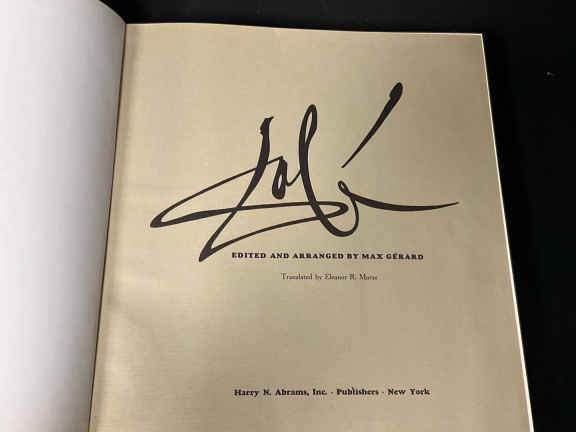 Dalí
EDITED AND ARRANGED BY MAX GÉRARD
Translated by Eleanor R. Morse
Harry N. Abrams, Inc. · Publishers · New York